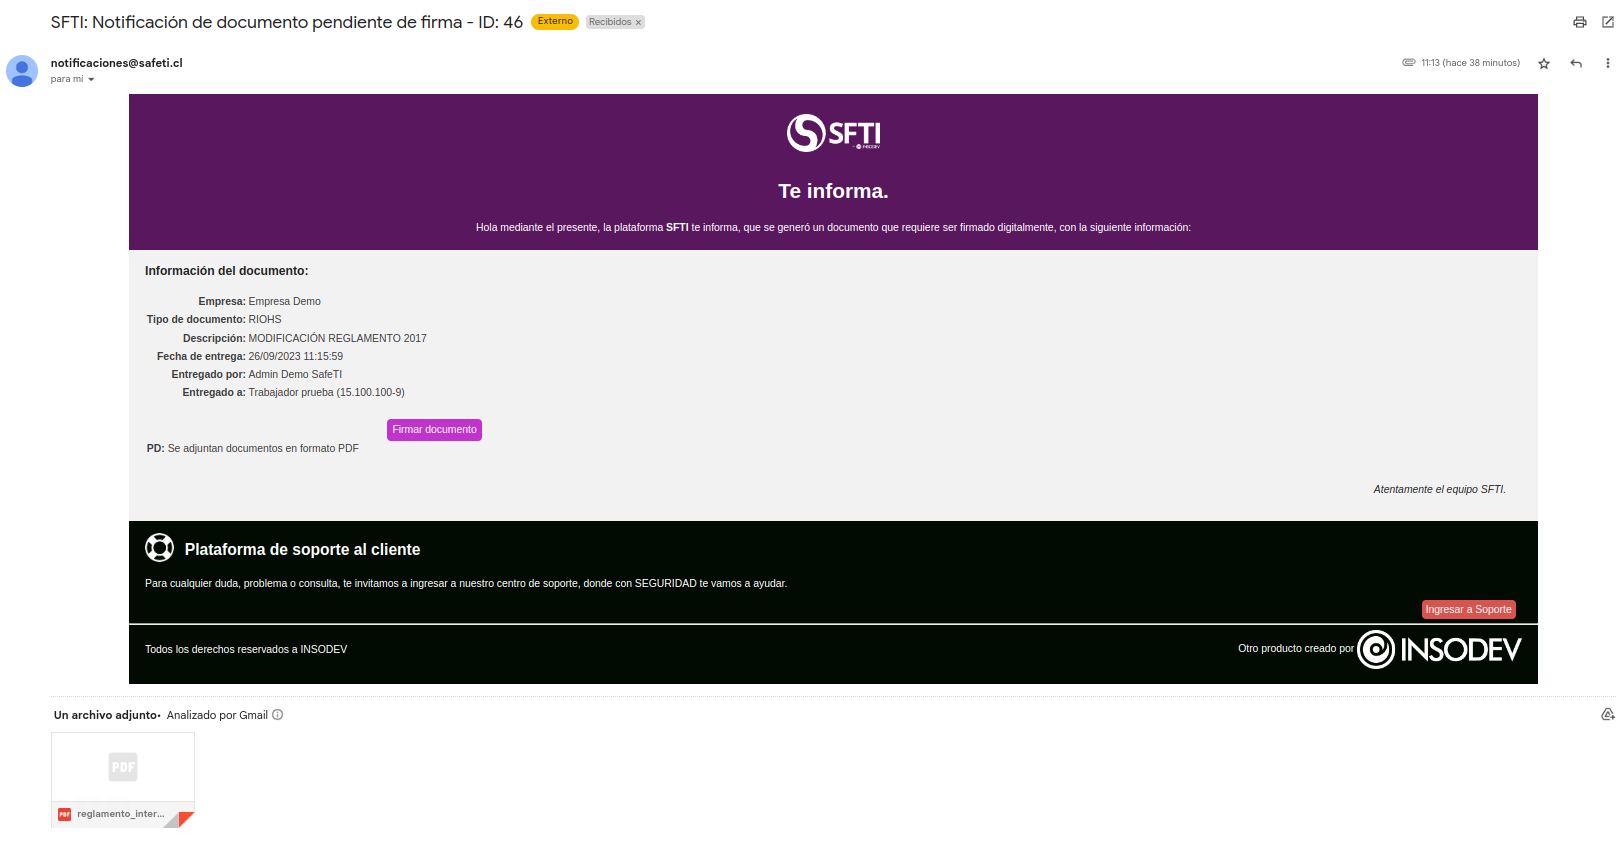 SFTI: Notificación de documento pendiente de firma - ID: 46 Externo Recibidos ×
notificaciones@safeti.cl
11:13 (hace 38 minutos)
para mí
SFTI
Te informa.
Hola mediante el presente, la plataforma SFTI te informa, que se generó un documento que requiere ser firmado digitalmente, con la siguiente información:
Información del documento:
Empresa: Empresa Demo
Tipo de documento: RIOHS
Descripción: MODIFICACIÓN REGLAMENTO 2017
Fecha de entrega: 26/09/2023 11:15:59
Entregado por: Admin Demo SafeTI
Entregado a: Trabajador prueba (15.100.100-9)
Firmar documento
PD: Se adjuntan documentos en formato PDF
Atentamente el equipo SFTI.
Plataforma de soporte al cliente
Para cualquier duda, problema o consulta, te invitamos a ingresar a nuestro centro de soporte, donde con SEGURIDAD te vamos a ayudar.
Ingresar a Soporte
Todos los derechos reservados a INSODEV
Otro producto creado por INSODEV
Un archivo adjunto• Analizado por Gmail
PDF
PDF reglamento_inter...